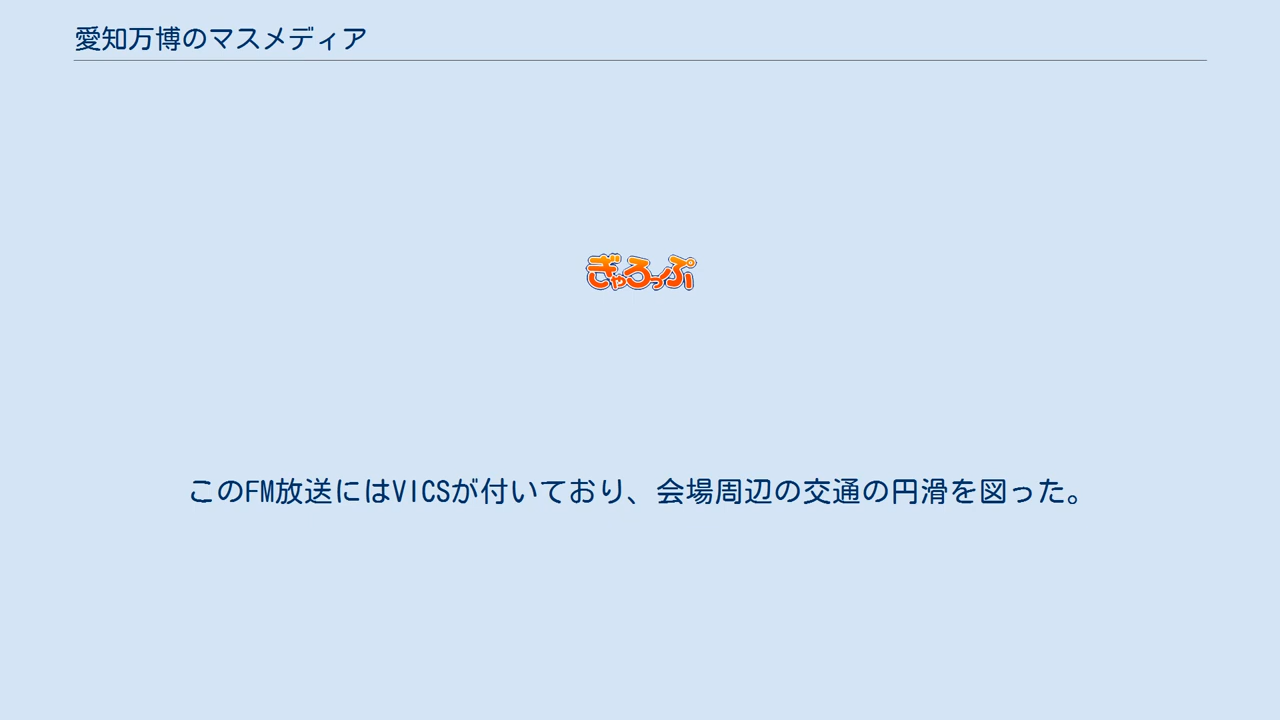 愛知万博のマスメディア
ぎゃろっぷ
このFM放送にはVICSが付いており、会場周辺の交通の円滑を図った。